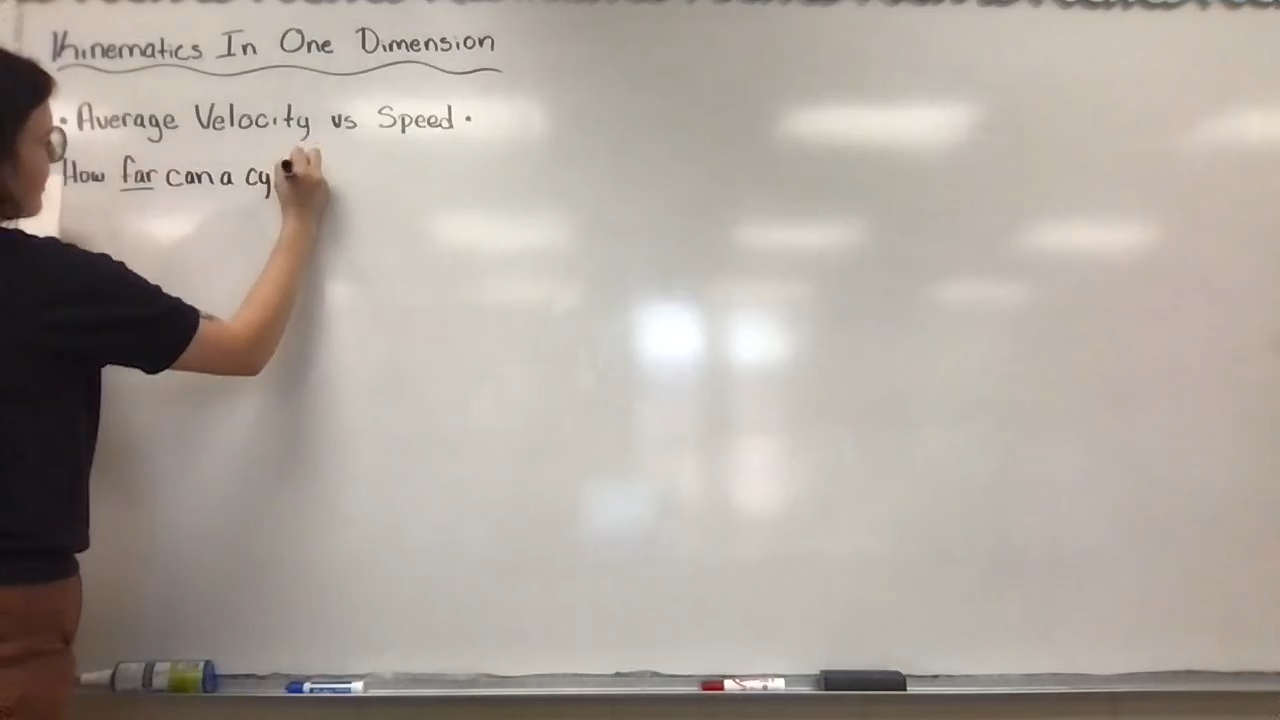 Kinematics In One Dimension
• Average Velocity vs Speed •
How far can a cy